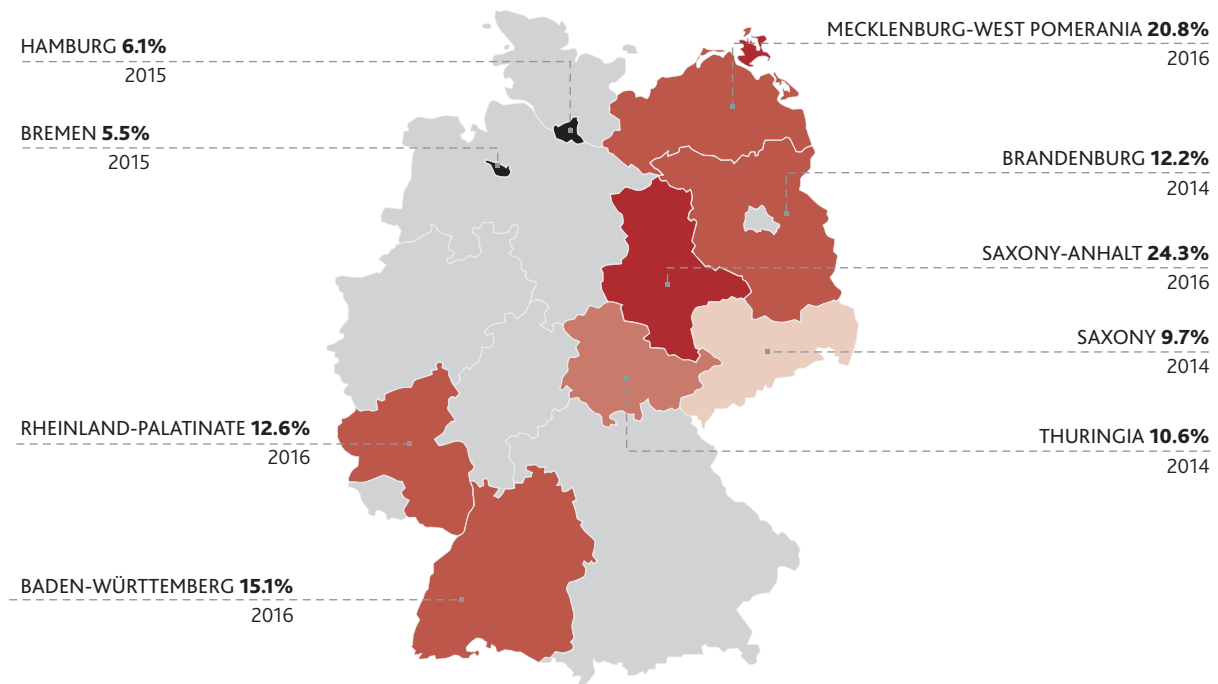 HAMBURG 6.1%
2015
BREMEN 5.5%
2015
RHEINLAND-PALATINATE 12.6%
2016
BADEN-WÜRTTEMBERG 15.1%
2016
MECKLENBURG-WEST POMERANIA 20.8%
2016
BRANDENBURG 12.2%
2014
SAXONY-ANHALT 24.3%
2016
SAXONY 9.7%
2014
THURINGIA 10.6%
2014